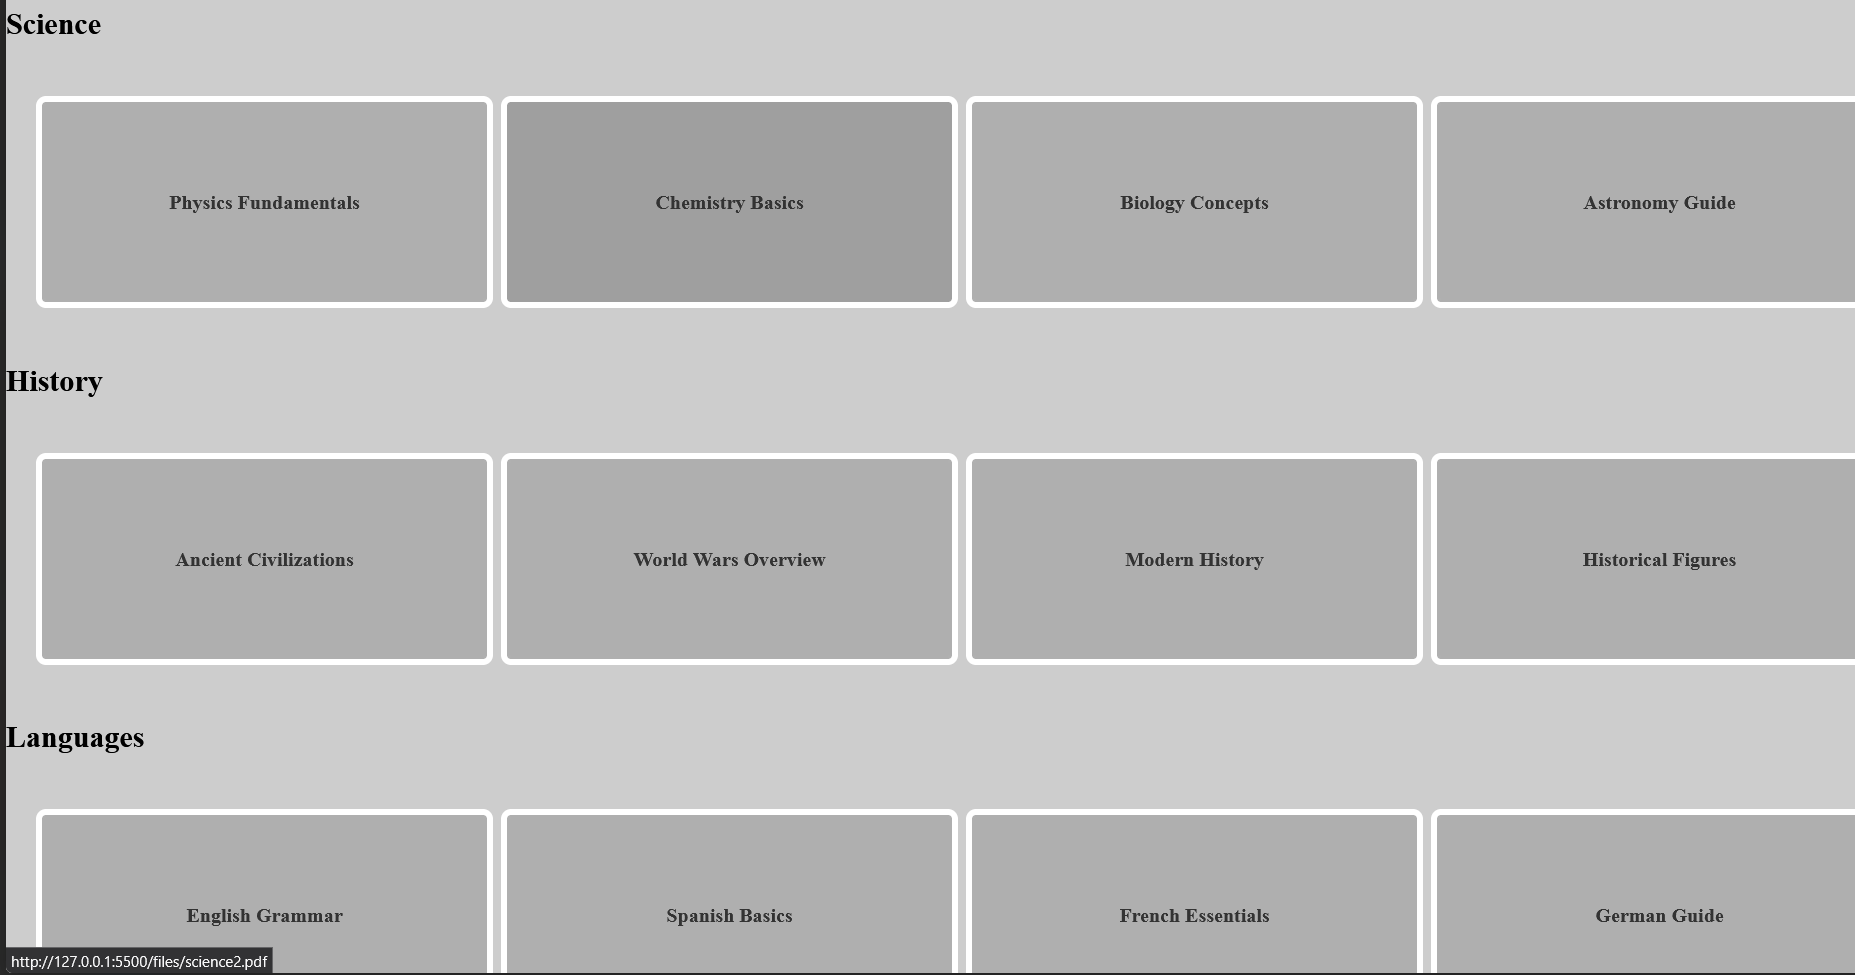 Science
Physics Fundamentals
Chemistry Basics
Biology Concepts
Astronomy Guide
History
Ancient Civilizations
World Wars Overview
Modern History
Historical Figures
Languages
English Grammar
Spanish Basics
French Essentials
German Guide
http://127.0.0.1:5500/files/science2.pdf